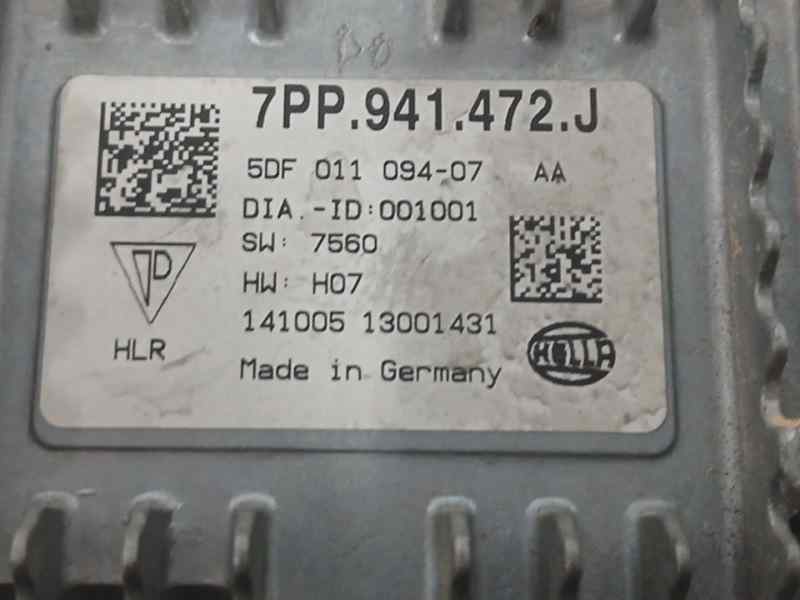 7PP.941.472.J
5DF 011 094-07 AA
DIA.-ID:001001
SW: 7560
HW: H07
141005 13001431
Made in Germany
D
HLR
HELLA